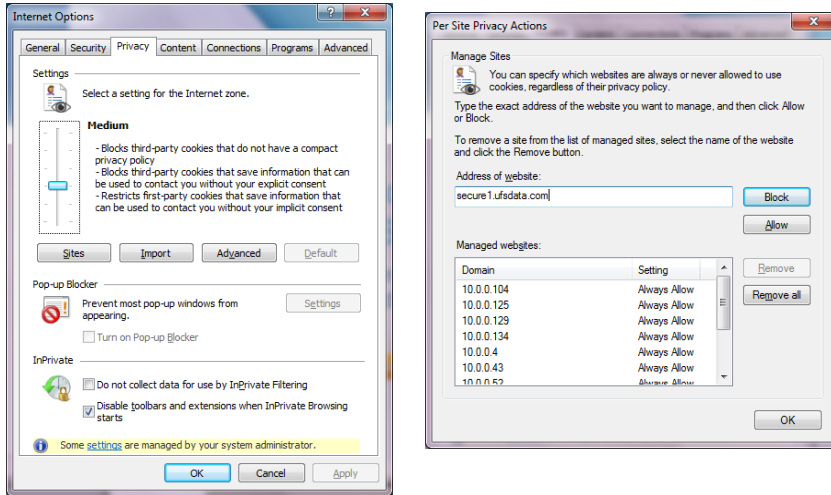 Internet Options
General Security Privacy Content Connections Programs Advanced
Settings
Select a setting for the Internet zone.
Medium
- Blocks third-party cookies that do not have a compact
privacy policy
- Blocks third-party cookies that save information that can
be used to contact you without your explicit consent
- Restricts first-party cookies that save information that
can be used to contact you without your implicit consent
Sites Import Advanced Default
Pop-up Blocker
Prevent most pop-up windows from
appearing.
Settings
Turn on Pop-up Blocker
InPrivate
Do not collect data for use by InPrivate Filtering
Disable toolbars and extensions when InPrivate Browsing
starts
Some settings are managed by your system administrator.
OK Cancel Apply
Per Site Privacy Actions
Manage Sites
You can specify which websites are always or never allowed to use
cookies, regardless of their privacy policy.
Type the exact address of the website you want to manage, and then click Allow
or Block.
To remove a site from the list of managed sites, select the name of the website
and click the Remove button.
Address of website:
secure1.ufsdata.com
Block
Allow
Managed websites:
Domain Setting
Remove
10.0.0.104 Always Allow
Remove all
10.0.0.125 Always Allow
10.0.0.129 Always Allow
10.0.0.134 Always Allow
10.0.0.4 Always Allow
10.0.0.43 Always Allow
10.0.0.52 Always Allow
OK